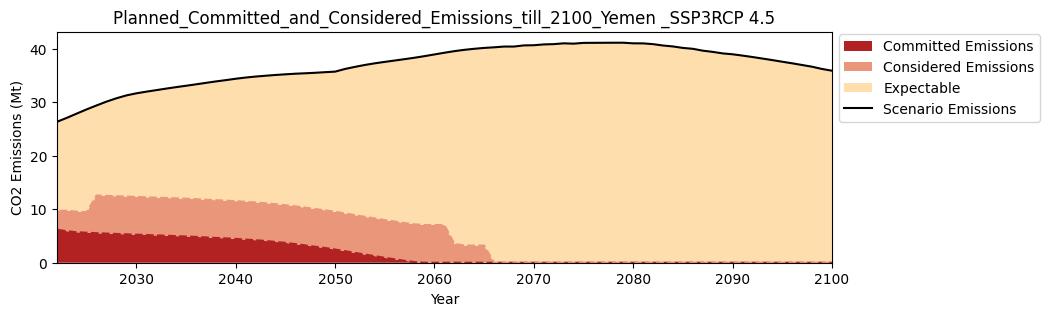 Planned_Committed_and_Considered_Emissions_till_2100_Yemen _SSP3RCP 4.5
Committed Emissions
Considered Emissions
Expectable
Scenario Emissions
CO2 Emissions (Mt)
40
30
20
10
0
2030 2040 2050 2060 2070 2080 2090 2100
Year